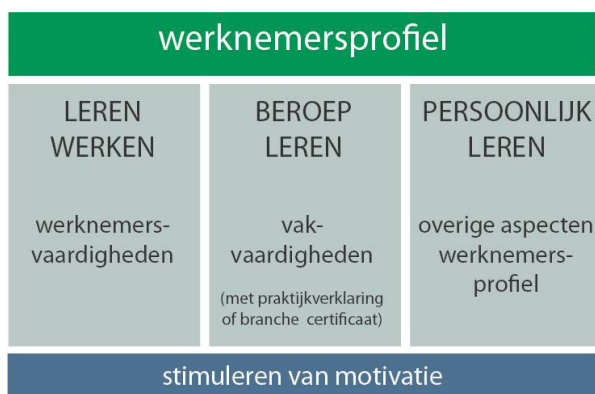 werknemersprofiel
LEREN
WERKEN
werknemers-
vaardigheden
BEROEP
LEREN
vak-
vaardigheden
(met praktijkverklaring
of branche certificaat)
PERSOONLIJK
LEREN
overige aspecten
werknemers-
profiel
stimuleren van motivatie